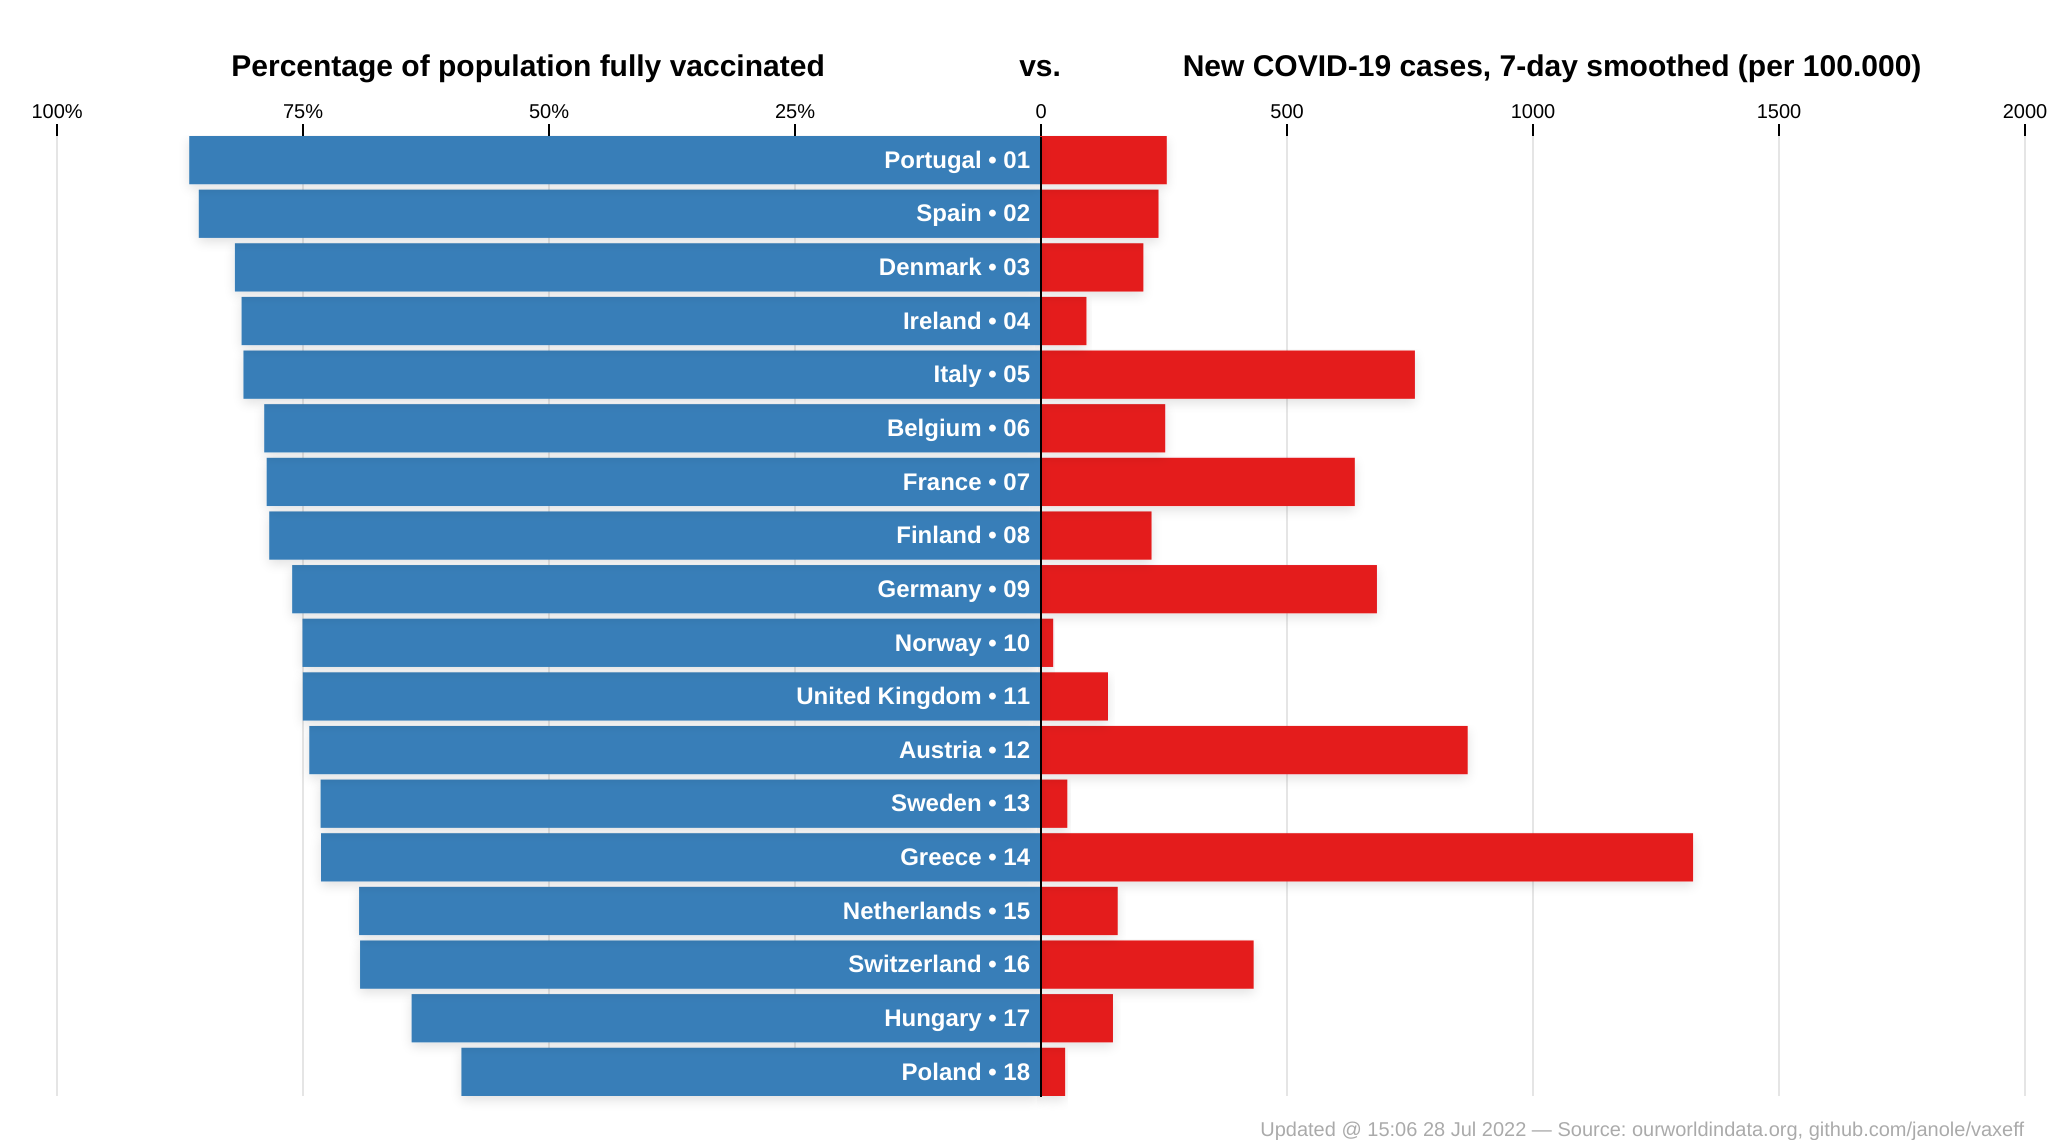 Percentage of population fully vaccinated vs. New COVID-19 cases, 7-day smoothed (per 100.000)
100% 75% 50% 25% 0 500 1000 1500 2000
Portugal • 01
Spain • 02
Denmark • 03
Ireland • 04
Italy • 05
Belgium • 06
France • 07
Finland • 08
Germany • 09
Norway • 10
United Kingdom • 11
Austria • 12
Sweden • 13
Greece • 14
Netherlands • 15
Switzerland • 16
Hungary • 17
Poland • 18
Updated @ 15:06 28 Jul 2022 — Source: ourworldindata.org, github.com/janole/vaxeff